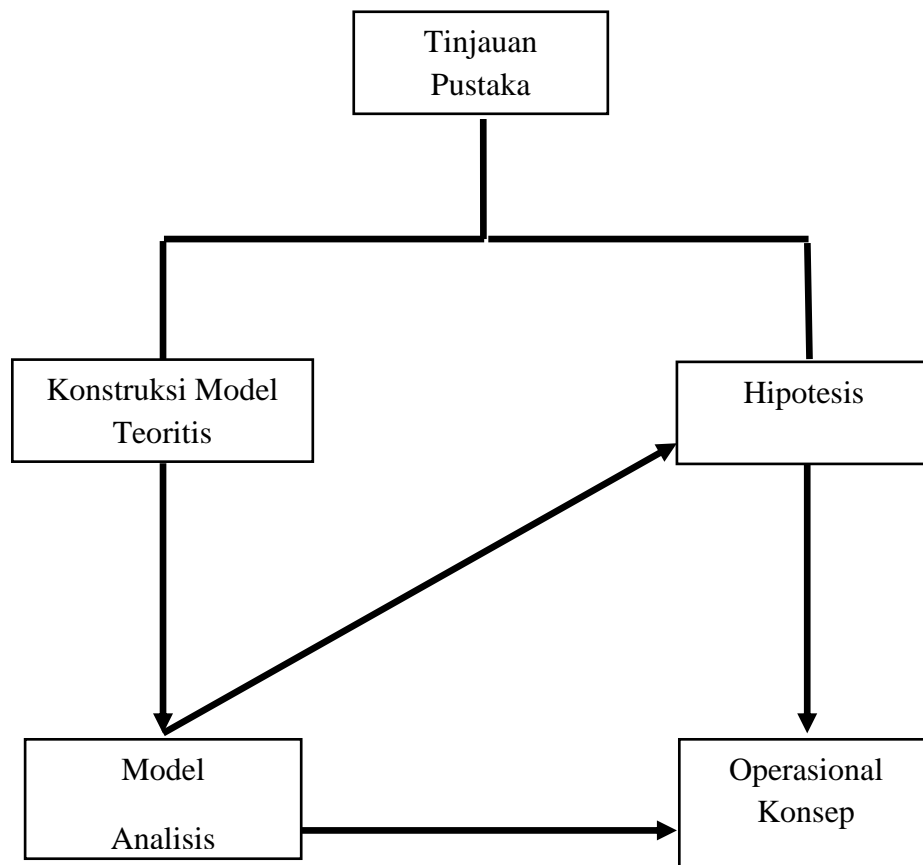 Tinjauan
Pustaka
Konstruksi Model
Teoritis
Hipotesis
Model
Analisis
Operasional
Konsep